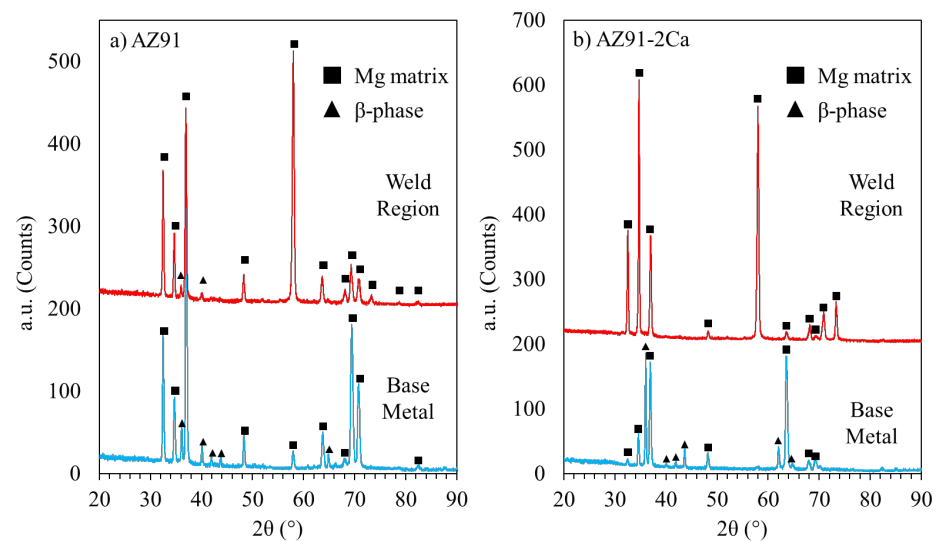 a) AZ91
Mg matrix
β-phase
Weld
Region
Base
Metal
a.u. (Counts)
500
400
300
200
100
0
20 30 40 50 60 70 80 90
2θ (°)
b) AZ91-2Ca
Mg matrix
β-phase
Weld
Region
Base
Metal
a.u. (Counts)
700
600
500
400
300
200
100
0
20 30 40 50 60 70 80 90
2θ (°)